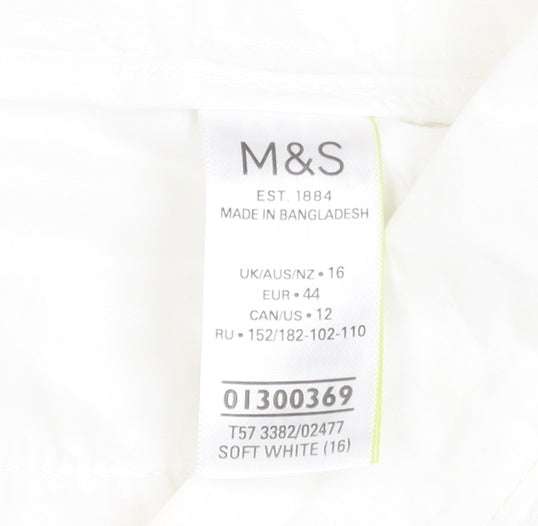 M&S
EST. 1884
MADE IN BANGLADESH
UK/AUS/NZ • 16
EUR • 44
CAN/US • 12
RU • 152/182-102-110
01300369
T57 3382/02477
SOFT WHITE (16)